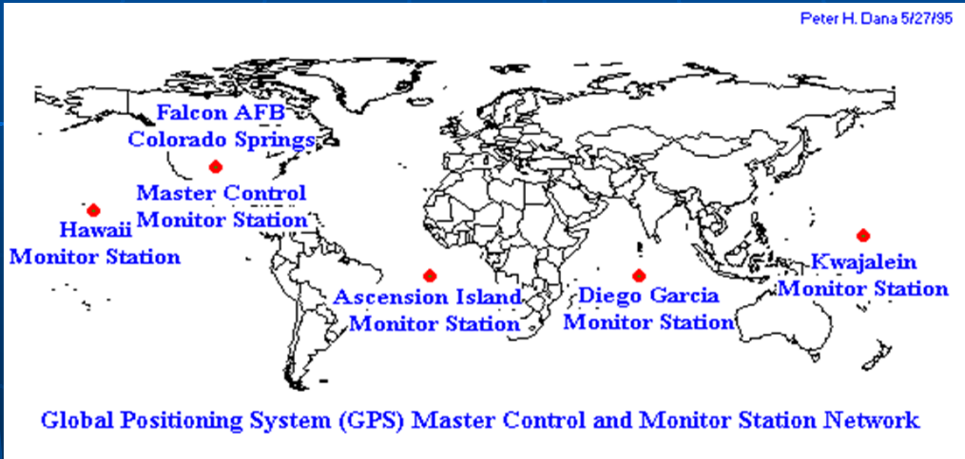 Peter H. Dana 5/27/95
Falcon AFB
Colorado Springs
Master Control
Monitor Station
Hawaii
Monitor Station
Ascension Island
Monitor Station
Diego Garcia
Monitor Station
Kwajalein
Monitor Station
Global Positioning System (GPS) Master Control and Monitor Station Network